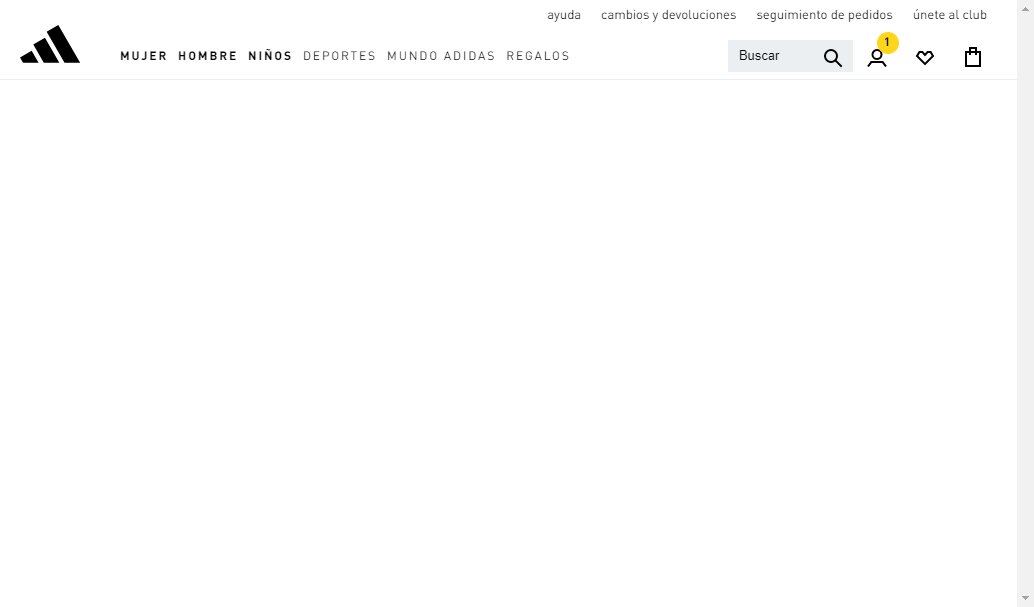 ayuda cambios y devoluciones seguimiento de pedidos únete al club
MUJER HOMBRE NIÑOS DEPORTES MUNDO ADIDAS REGALOS Buscar 1